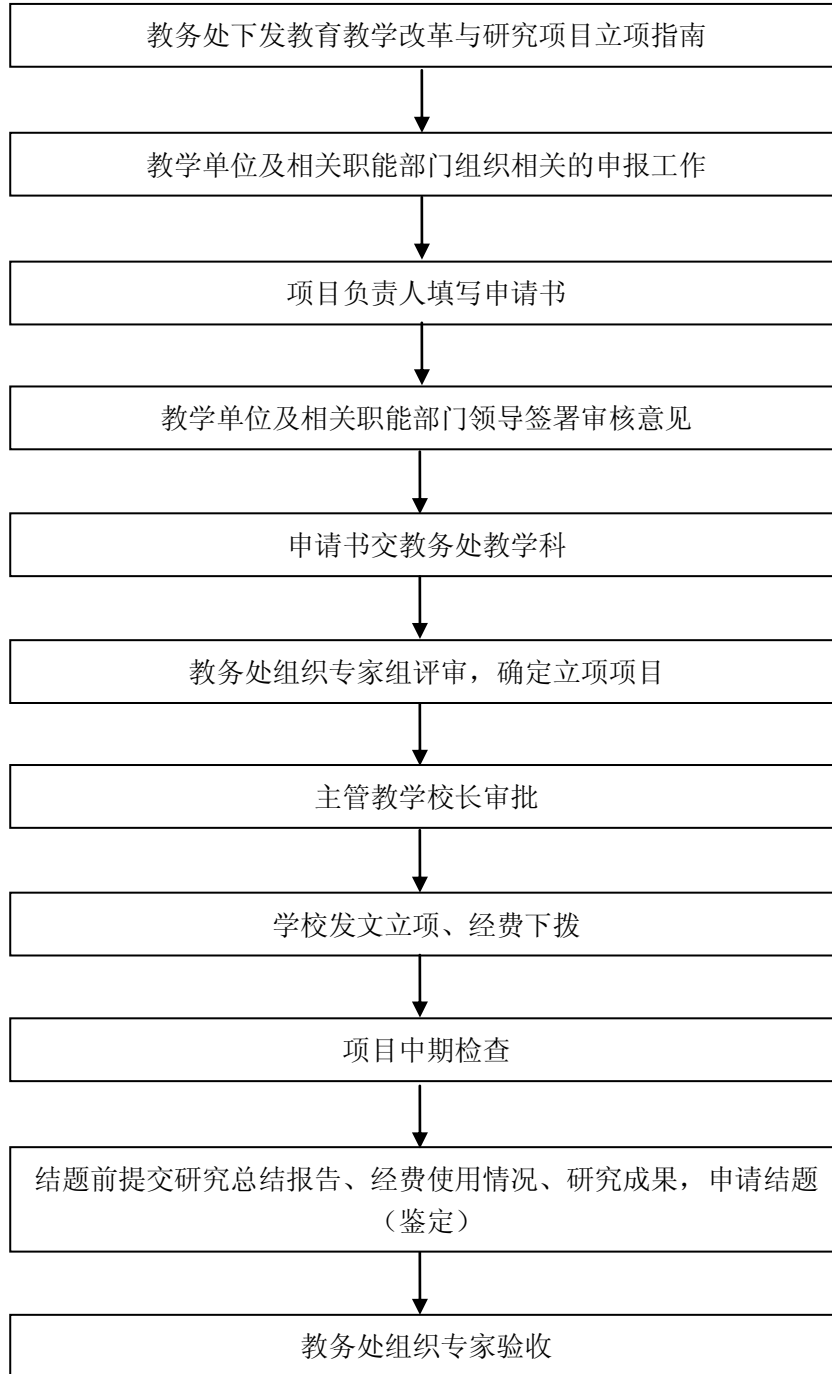 教务处下发教育教学改革与研究项目立项指南
教学单位及相关职能部门组织相关的申报工作
项目负责人填写申请书
教学单位及相关职能部门领导签署审核意见
申请书交教务处教学科
教务处组织专家组评审，确定立项项目
主管教学校长审批
学校发文立项、经费下拨
项目中期检查
结题前提交研究总结报告、经费使用情况、研究成果，申请结题
（鉴定）
教务处组织专家验收